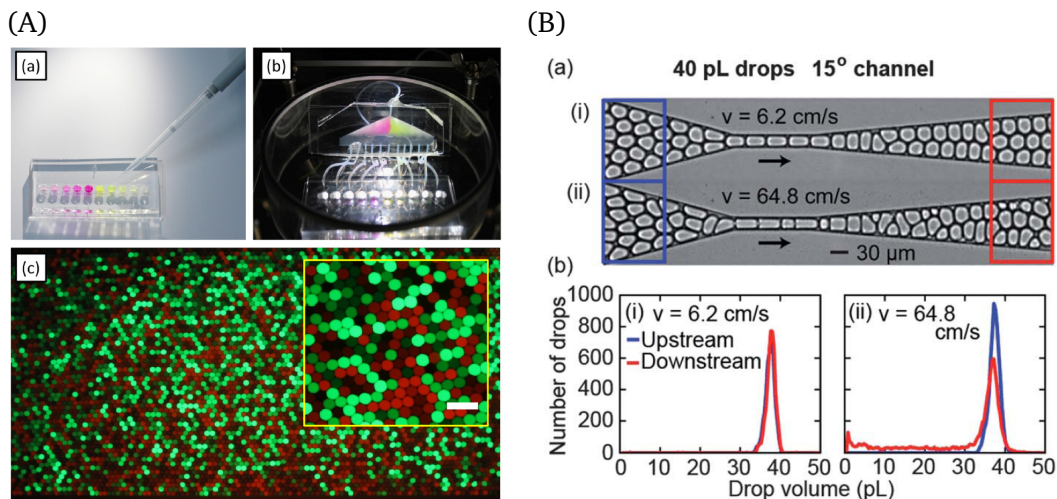 (A)
(a)
(b)
(c)
(B)
(a)
40 pL drops 15° channel
(i)
v = 6.2 cm/s
(ii)
v = 64.8 cm/s
30 µm
(b)
Number of drops
1000
800
600
400
200
0
(i) v = 6.2 cm/s
Upstream
Downstream
0 10 20 30 40 50
(ii) v = 64.8
cm/s
0 10 20 30 40 50
Drop volume (pL)